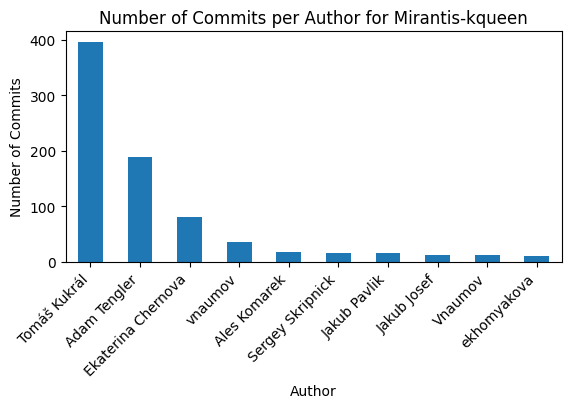 Number of Commits per Author for Mirantis-kqueen
Number of Commits
400
300
200
100
0
Tomáš Kukrál
Adam Tengler
Ekaterina Chernova
vnaumov
Ales Komarek
Sergey Skripnick
Jakub Pavlik
Jakub Josef
Vnaumov
ekhomyakova
Author